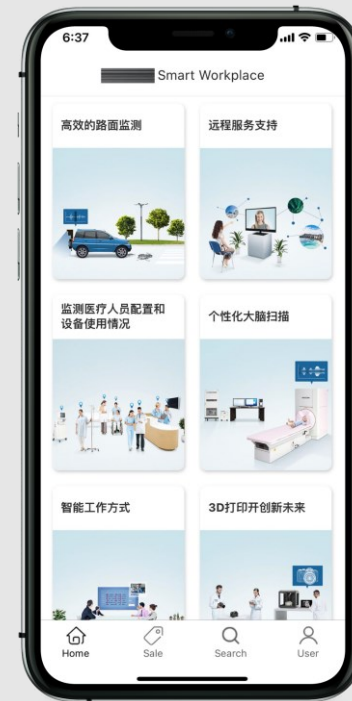 6:37
Smart Workplace
高效的路面监测
远程服务支持
监测医疗人员配置和
设备使用情况
个性化大脑扫描
智能工作方式
3D打印开创新未来
Home
Sale
Search
User